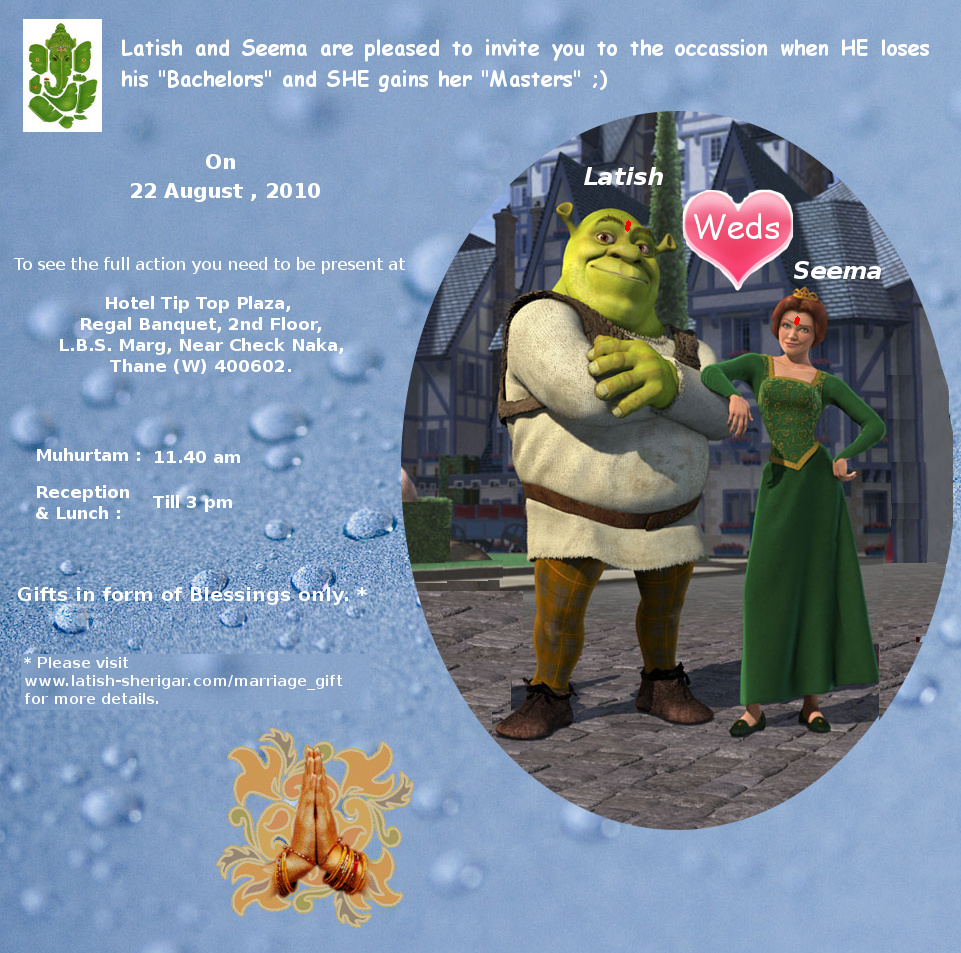 Latish and Seema are pleased to invite you to the occassion when HE loses
his "Bachelors" and SHE gains her "Masters" ;)
On
22 August , 2010
Latish
Weds
Seema
To see the full action you need to be present at
Hotel Tip Top Plaza,
Regal Banquet, 2nd Floor,
L.B.S. Marg, Near Check Naka,
Thane (W) 400602.
Muhurtam : 11.40 am
Reception
& Lunch : Till 3 pm
Gifts in form of Blessings only. *
* Please visit
www.latish-sherigar.com/marriage_gift
for more details.